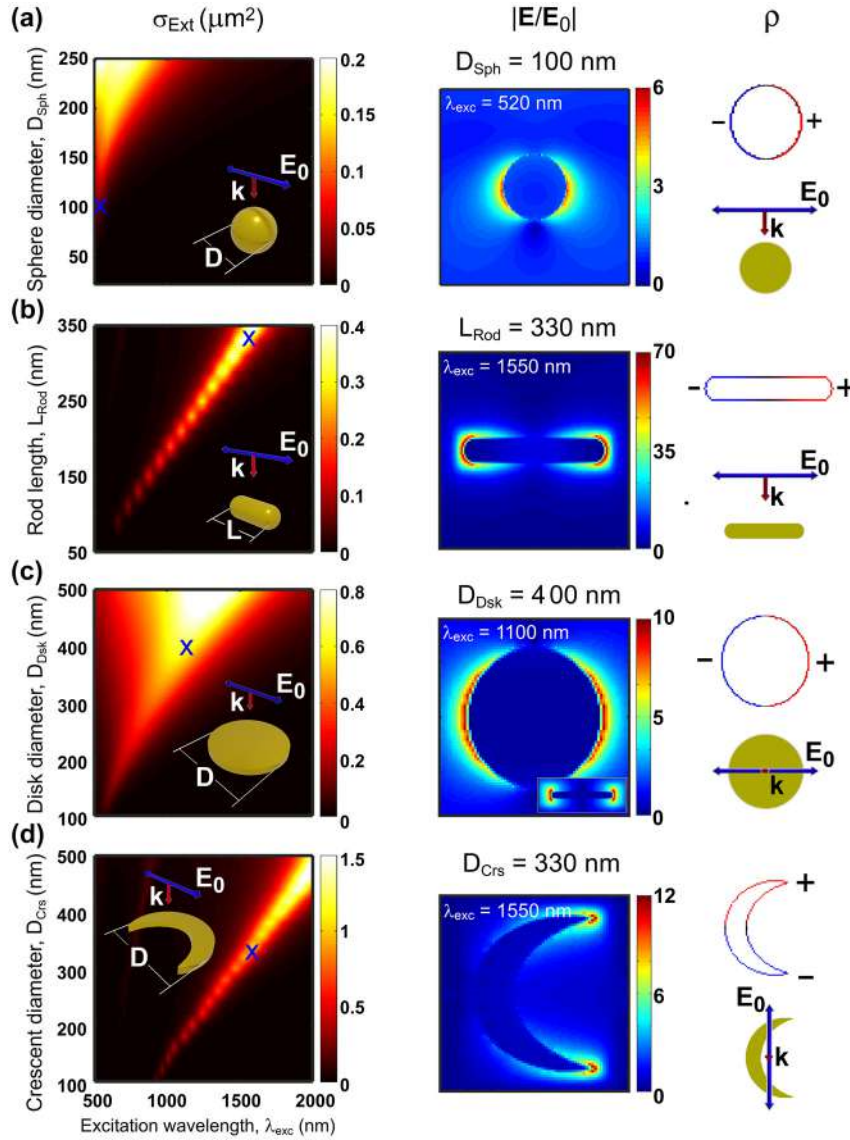 (a) σExt (μm²) |E/E₀| ρ
Sphere diameter, DSph (nm)
250
200
150
100
50
E₀
k
D
0.2
0.15
0.1
0.05
0
DSph = 100 nm
λexc = 520 nm
6
3
0
− +
E₀
k
(b)
Rod length, LRod (nm)
350
250
150
50
E₀
k
L
0.4
0.3
0.2
0.1
0
LRod = 330 nm
λexc = 1550 nm
70
35
0
- +
E₀
k
(c)
Disk diameter, DDsk (nm)
500
400
300
200
100
E₀
k
D
0.8
0.6
0.4
0.2
0
DDsk = 400 nm
λexc = 1100 nm
10
5
0
− +
E₀
k
(d)
Crescent diameter, DCrs (nm)
500
400
300
200
100
E₀
k
D
1.5
1
0.5
0
500 1000 1500 2000
Excitation wavelength, λexc (nm)
DCrs = 330 nm
λexc = 1550 nm
12
6
0
+
−
E₀
k